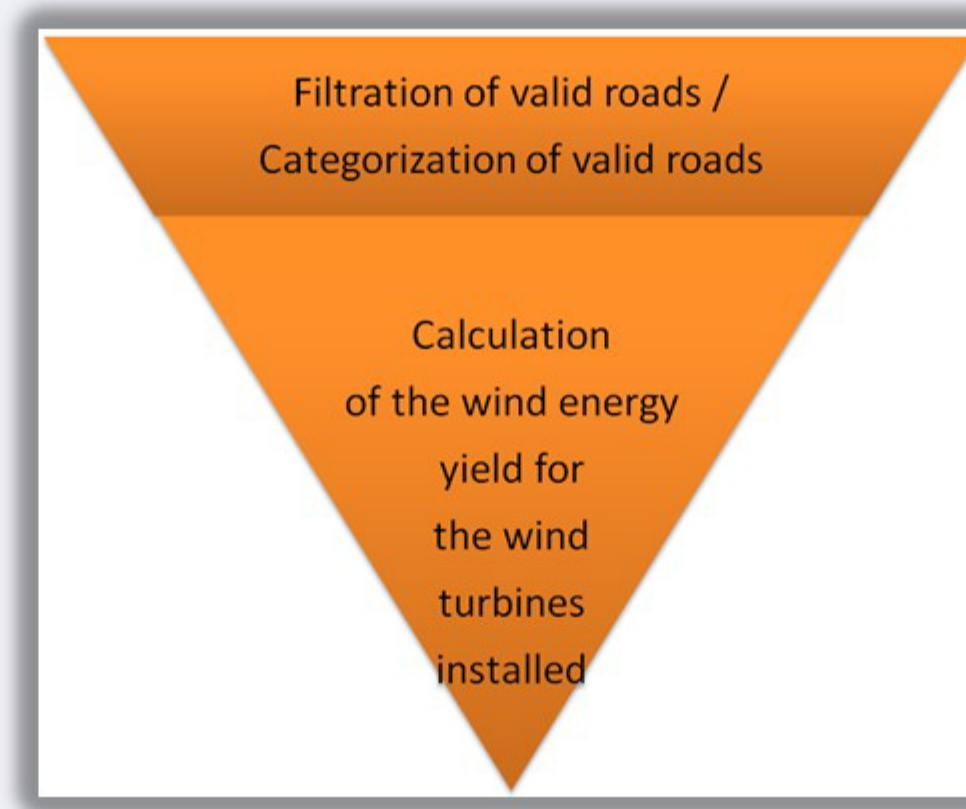 Filtration of valid roads /
Categorization of valid roads
Calculation
of the wind energy
yield for
the wind
turbines
installed